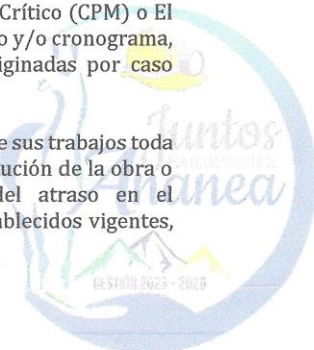 Crítico (CPM) o El
o y/o cronograma,
iginadas por caso
e sus trabajos toda
ución de la obra o
del atraso en el
ablecidos vigentes,
Juntos
Ananea
GESTIÓN 2023 - 2026